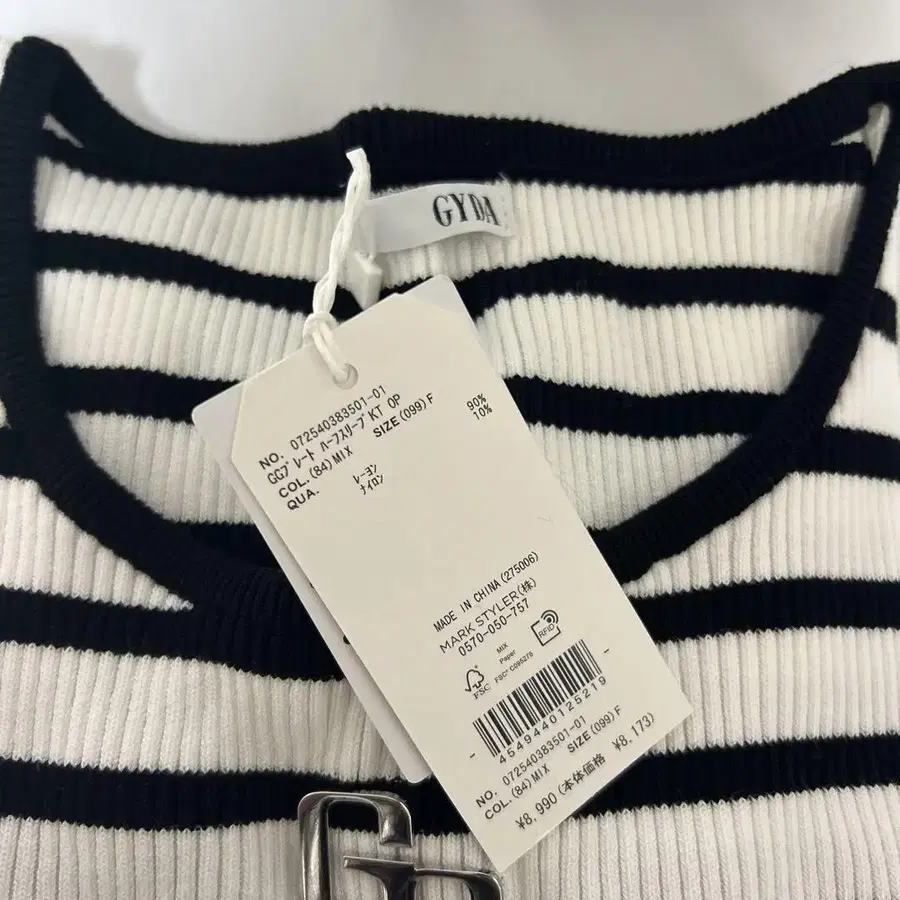 GYDA
NO. 072540383501-01
GGプレート ハーフスリーブ KT OP
COL. (84) MIX SIZE (099) F
QUA. レーヨン 90%
ナイロン 10%
MADE IN CHINA (275006)
MARK STYLER(株)
0570-050-757
FSC
MIX
Paper
FSC® C095275
RFID
4549440125219
NO. 072540383501-01
COL. (84) MIX SIZE (099) F
¥8,990 (本体価格 ¥8,173)